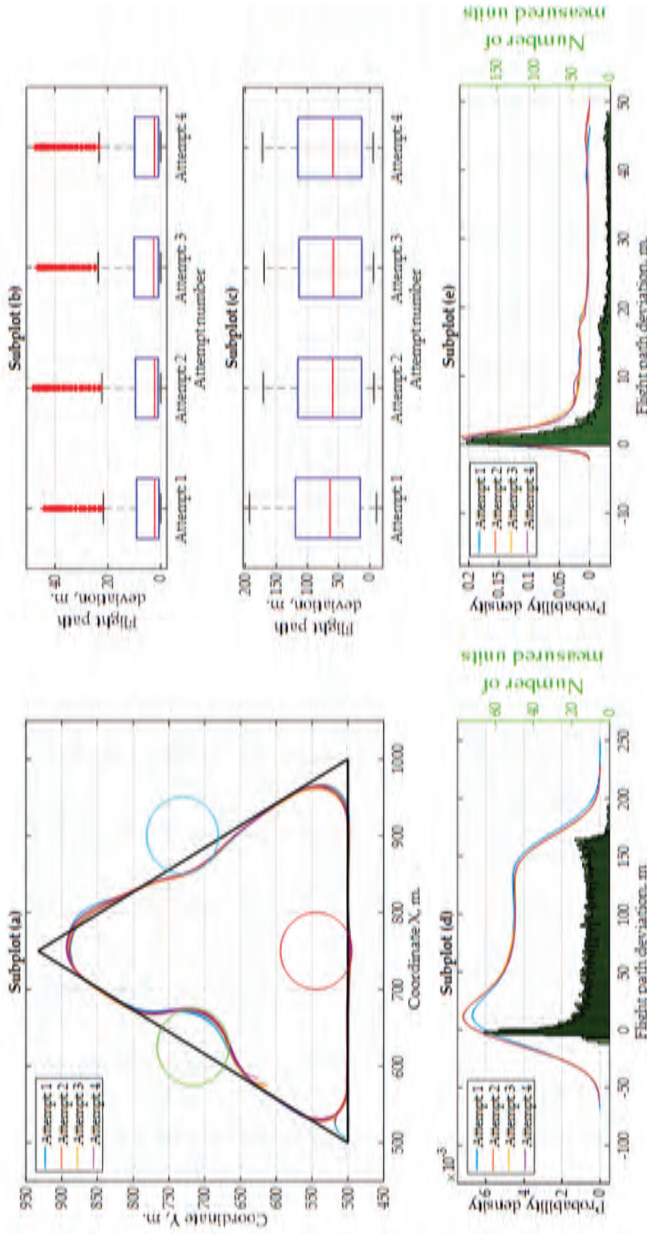 Subplot (a)
Attempt 1
Attempt 2
Attempt 3
Attempt 4
950
900
850
800
750
700
650
600
550
500
450
Coordinate Y, m.
500
600
700
800
900
1000
Coordinate X, m.
Subplot (b)
40
20
0
Flight path
deviation, m.
Attempt 1
Attempt 2
Attempt 3
Attempt 4
Attempt number
Subplot (c)
200
150
100
50
0
Flight path
deviation, m.
Attempt 1
Attempt 2
Attempt 3
Attempt 4
Attempt number
Subplot (d)
×10⁻³
Attempt 1
Attempt 2
Attempt 3
Attempt 4
6
4
2
0
Probability density
60
40
20
0
Number of
measured units
-100
-50
0
50
100
150
200
250
Flight path deviation, m
Subplot (e)
Attempt 1
Attempt 2
Attempt 3
Attempt 4
0.2
0.15
0.1
0.05
0
Probability density
150
100
50
0
Number of,
measured units
-10
0
10
20
30
40
50
Flight path deviation, m.